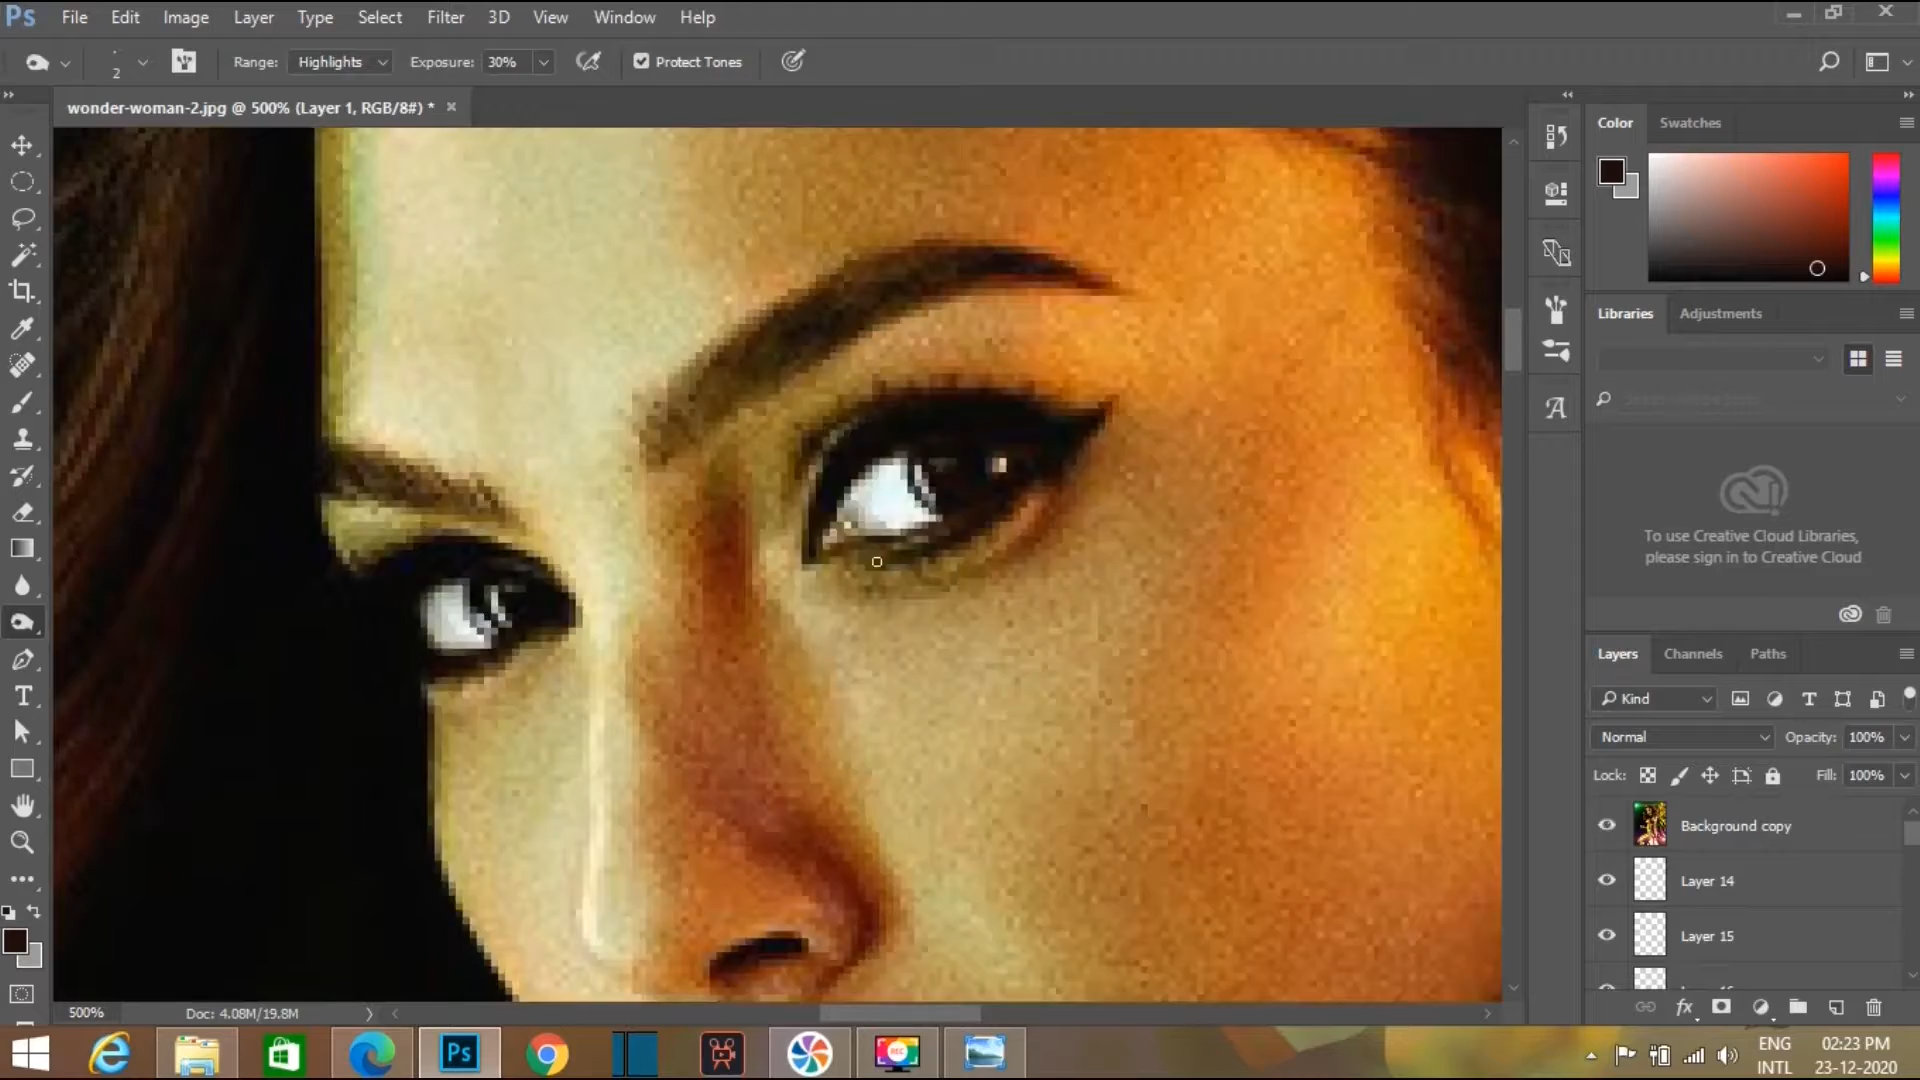 Ps File Edit Image Layer Type Select Filter 3D View Window Help
2 Range: Highlights Exposure: 30% Protect Tones
wonder-woman-2.jpg @ 500% (Layer 1, RGB/8#) *
Color Swatches
Libraries Adjustments
To use Creative Cloud Libraries,
please sign in to Creative Cloud
Layers Channels Paths
Kind
Normal Opacity: 100%
Lock: Fill: 100%
Background copy
Layer 14
Layer 15
500% Doc: 4.08M/19.8M
Ps REC ENG 02:23 PM
INTL 23-12-2020